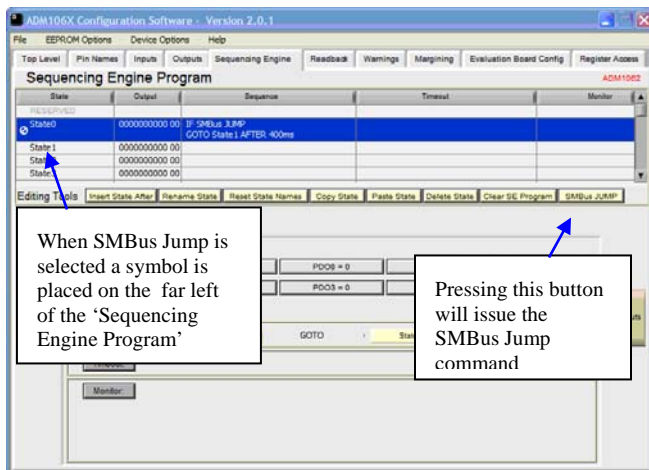 ADM106X Configuration Software - Version 2.0.1
File EEPROM Options Device Options Help
Top Level Pin Names Inputs Outputs Sequencing Engine Readback Warnings Margining Evaluation Board Config Register Access
Sequencing Engine Program
ADM1062
State Output Sequence Timeout Monitor
RESERVED
State0 0000000000 00 IF SMBus JUMP
GOTO State1 AFTER 400ms
State1 0000000000 00
0000000000 00
0000000000 00
Editing Tools Insert State After Rename State Reset State Names Copy State Paste State Delete State Clear SE Program SMBus JUMP
When SMBus Jump is
selected a symbol is
placed on the far left
of the ‘Sequencing
Engine Program’
PDO8 = 0
PDO3 = 0
GOTO
Pressing this button
will issue the
SMBus Jump
command
Monitor